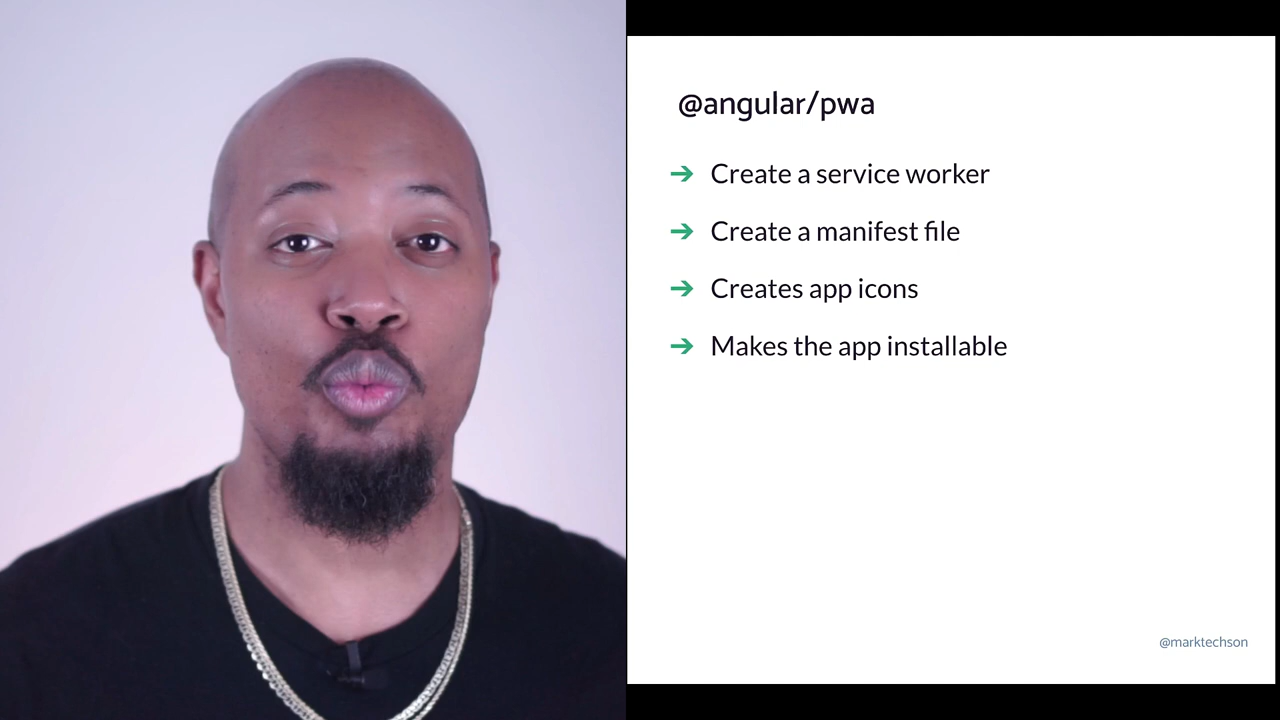 @angular/pwa
➔ Create a service worker
➔ Create a manifest file
➔ Creates app icons
➔ Makes the app installable
@marktechson